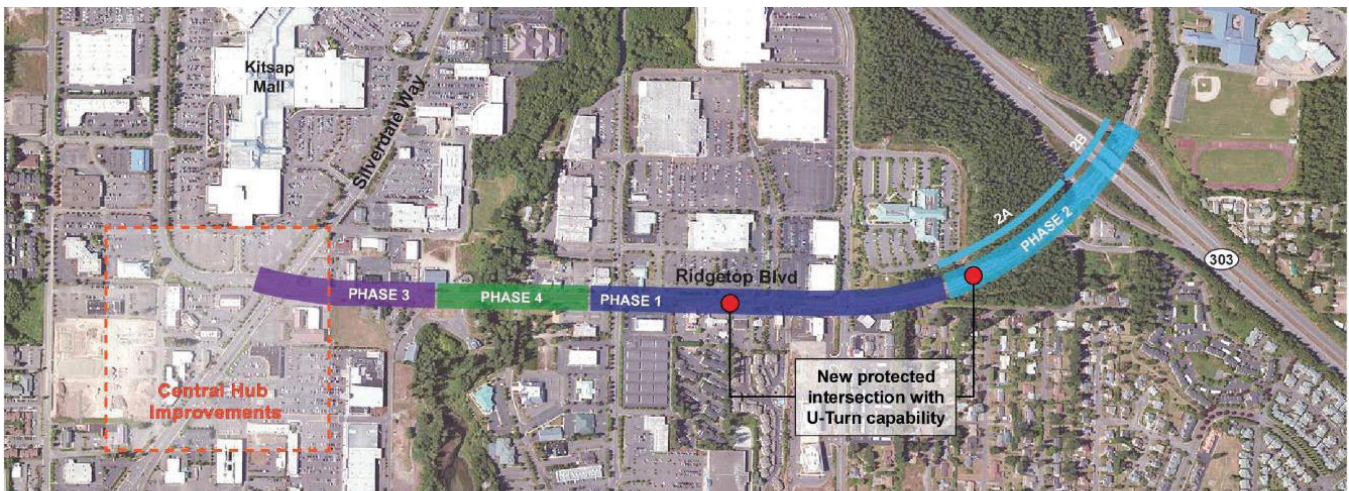 Kitsap
Mall
Silverdale Way
2B
2A
PHASE 2
303
Ridgetop Blvd
PHASE 3
PHASE 4
PHASE 1
New protected
intersection with
U-Turn capability
Central Hub
Improvements